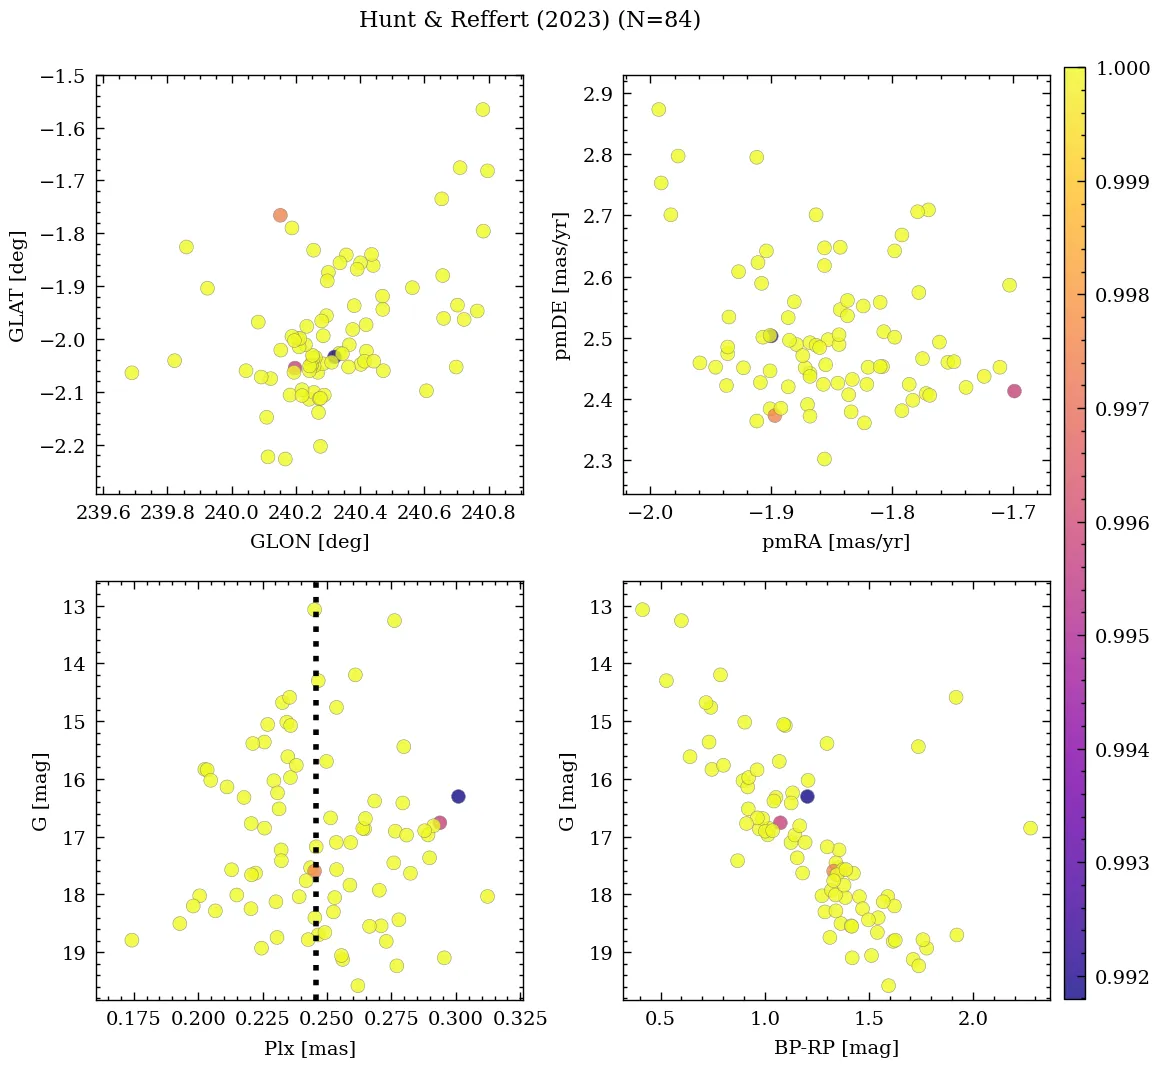 Hunt & Reffert (2023) (N=84)
−1.5
−1.6
−1.7
−1.8
−1.9
−2.0
−2.1
−2.2
GLAT [deg]
239.6 239.8 240.0 240.2 240.4 240.6 240.8
GLON [deg]
2.9
2.8
2.7
2.6
2.5
2.4
2.3
pmDE [mas/yr]
−2.0 −1.9 −1.8 −1.7
pmRA [mas/yr]
13
14
15
16
17
18
19
G [mag]
0.175 0.200 0.225 0.250 0.275 0.300 0.325
Plx [mas]
13
14
15
16
17
18
19
G [mag]
0.5 1.0 1.5 2.0
BP-RP [mag]
1.000
0.999
0.998
0.997
0.996
0.995
0.994
0.993
0.992